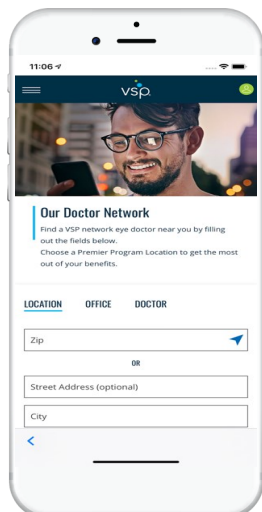 11:06
vsp.
Our Doctor Network
Find a VSP network eye doctor near you by filling
out the fields below.
Choose a Premier Program Location to get the most
out of your benefits.
LOCATION OFFICE DOCTOR
Zip
OR
Street Address (optional)
City